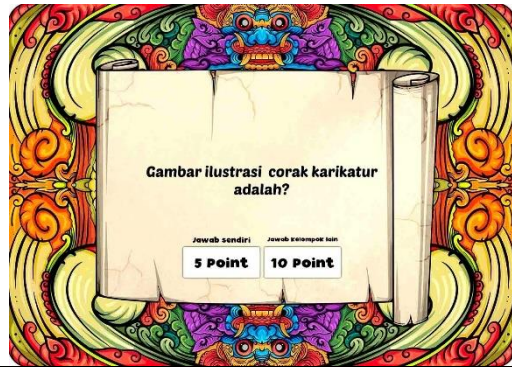 Gambar ilustrasi corak karikatur
adalah?
Jawab sendiri Jawab Kelompok lain
5 Point 10 Point